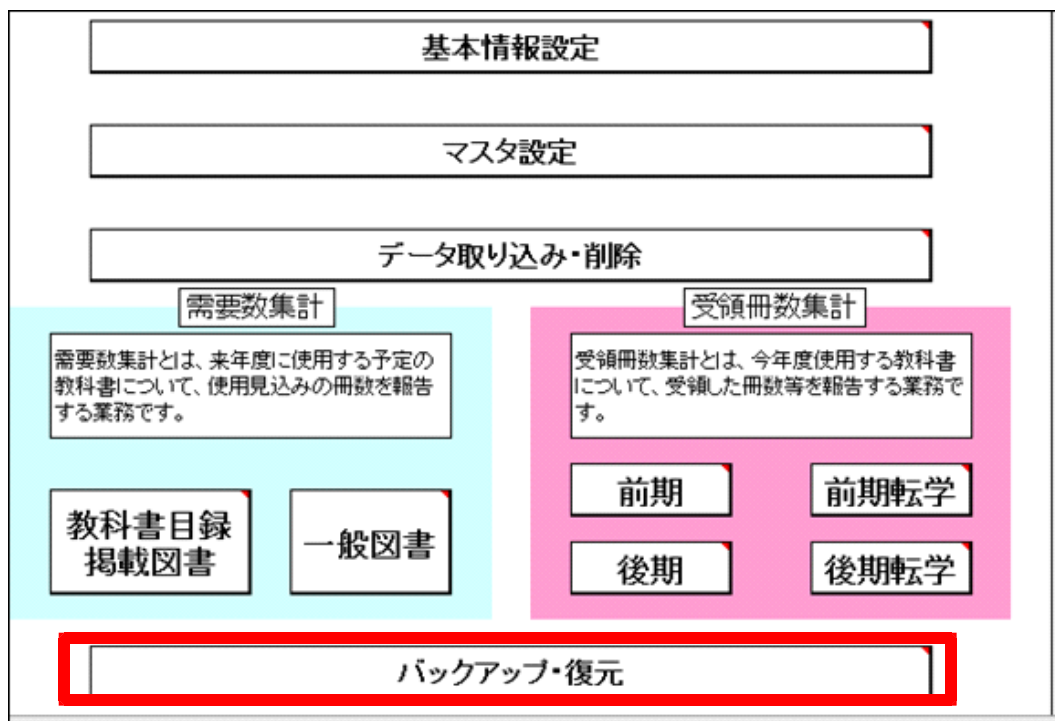 基本情報設定
マスタ設定
データ取り込み・削除
需要数集計
需要数集計とは、来年度に使用する予定の
教科書について、使用見込みの冊数を報告
する業務です。
教科書目録
掲載図書
一般図書
受領冊数集計
受領冊数集計とは、今年度使用する教科書
について、受領した冊数等を報告する業務で
す。
前期
前期転学
後期
後期転学
バックアップ・復元